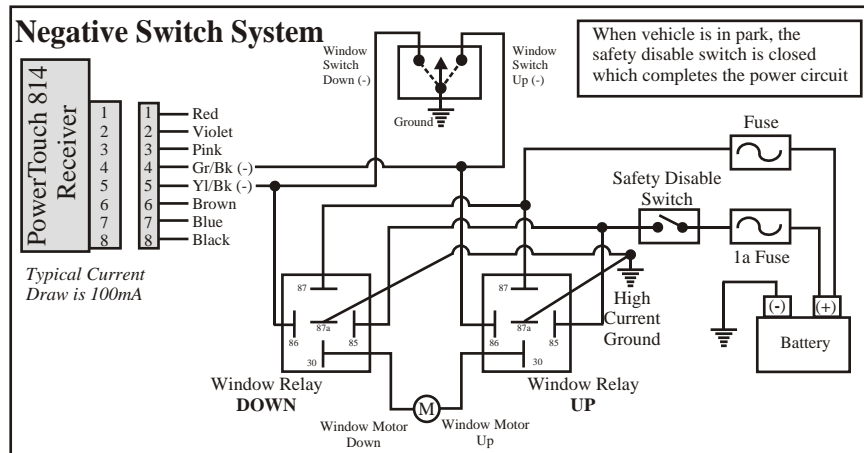 Negative Switch System
When vehicle is in park, the
safety disable switch is closed
which completes the power circuit
Window
Switch
Down (-)
Window
Switch
Up (-)
Ground
PowerTouch 814
Receiver
1
2
3
4
5
6
7
8
1
2
3
4
5
6
7
8
Red
Violet
Pink
Gr/Bk (-)
Yl/Bk (-)
Brown
Blue
Black
Typical Current
Draw is 100mA
Fuse
Safety Disable
Switch
1a Fuse
High
Current
Ground
(-)
(+)
Battery
87
86
87a
85
30
Window Relay
DOWN
87
86
87a
85
30
Window Relay
UP
M
Window Motor
Down
Window Motor
Up